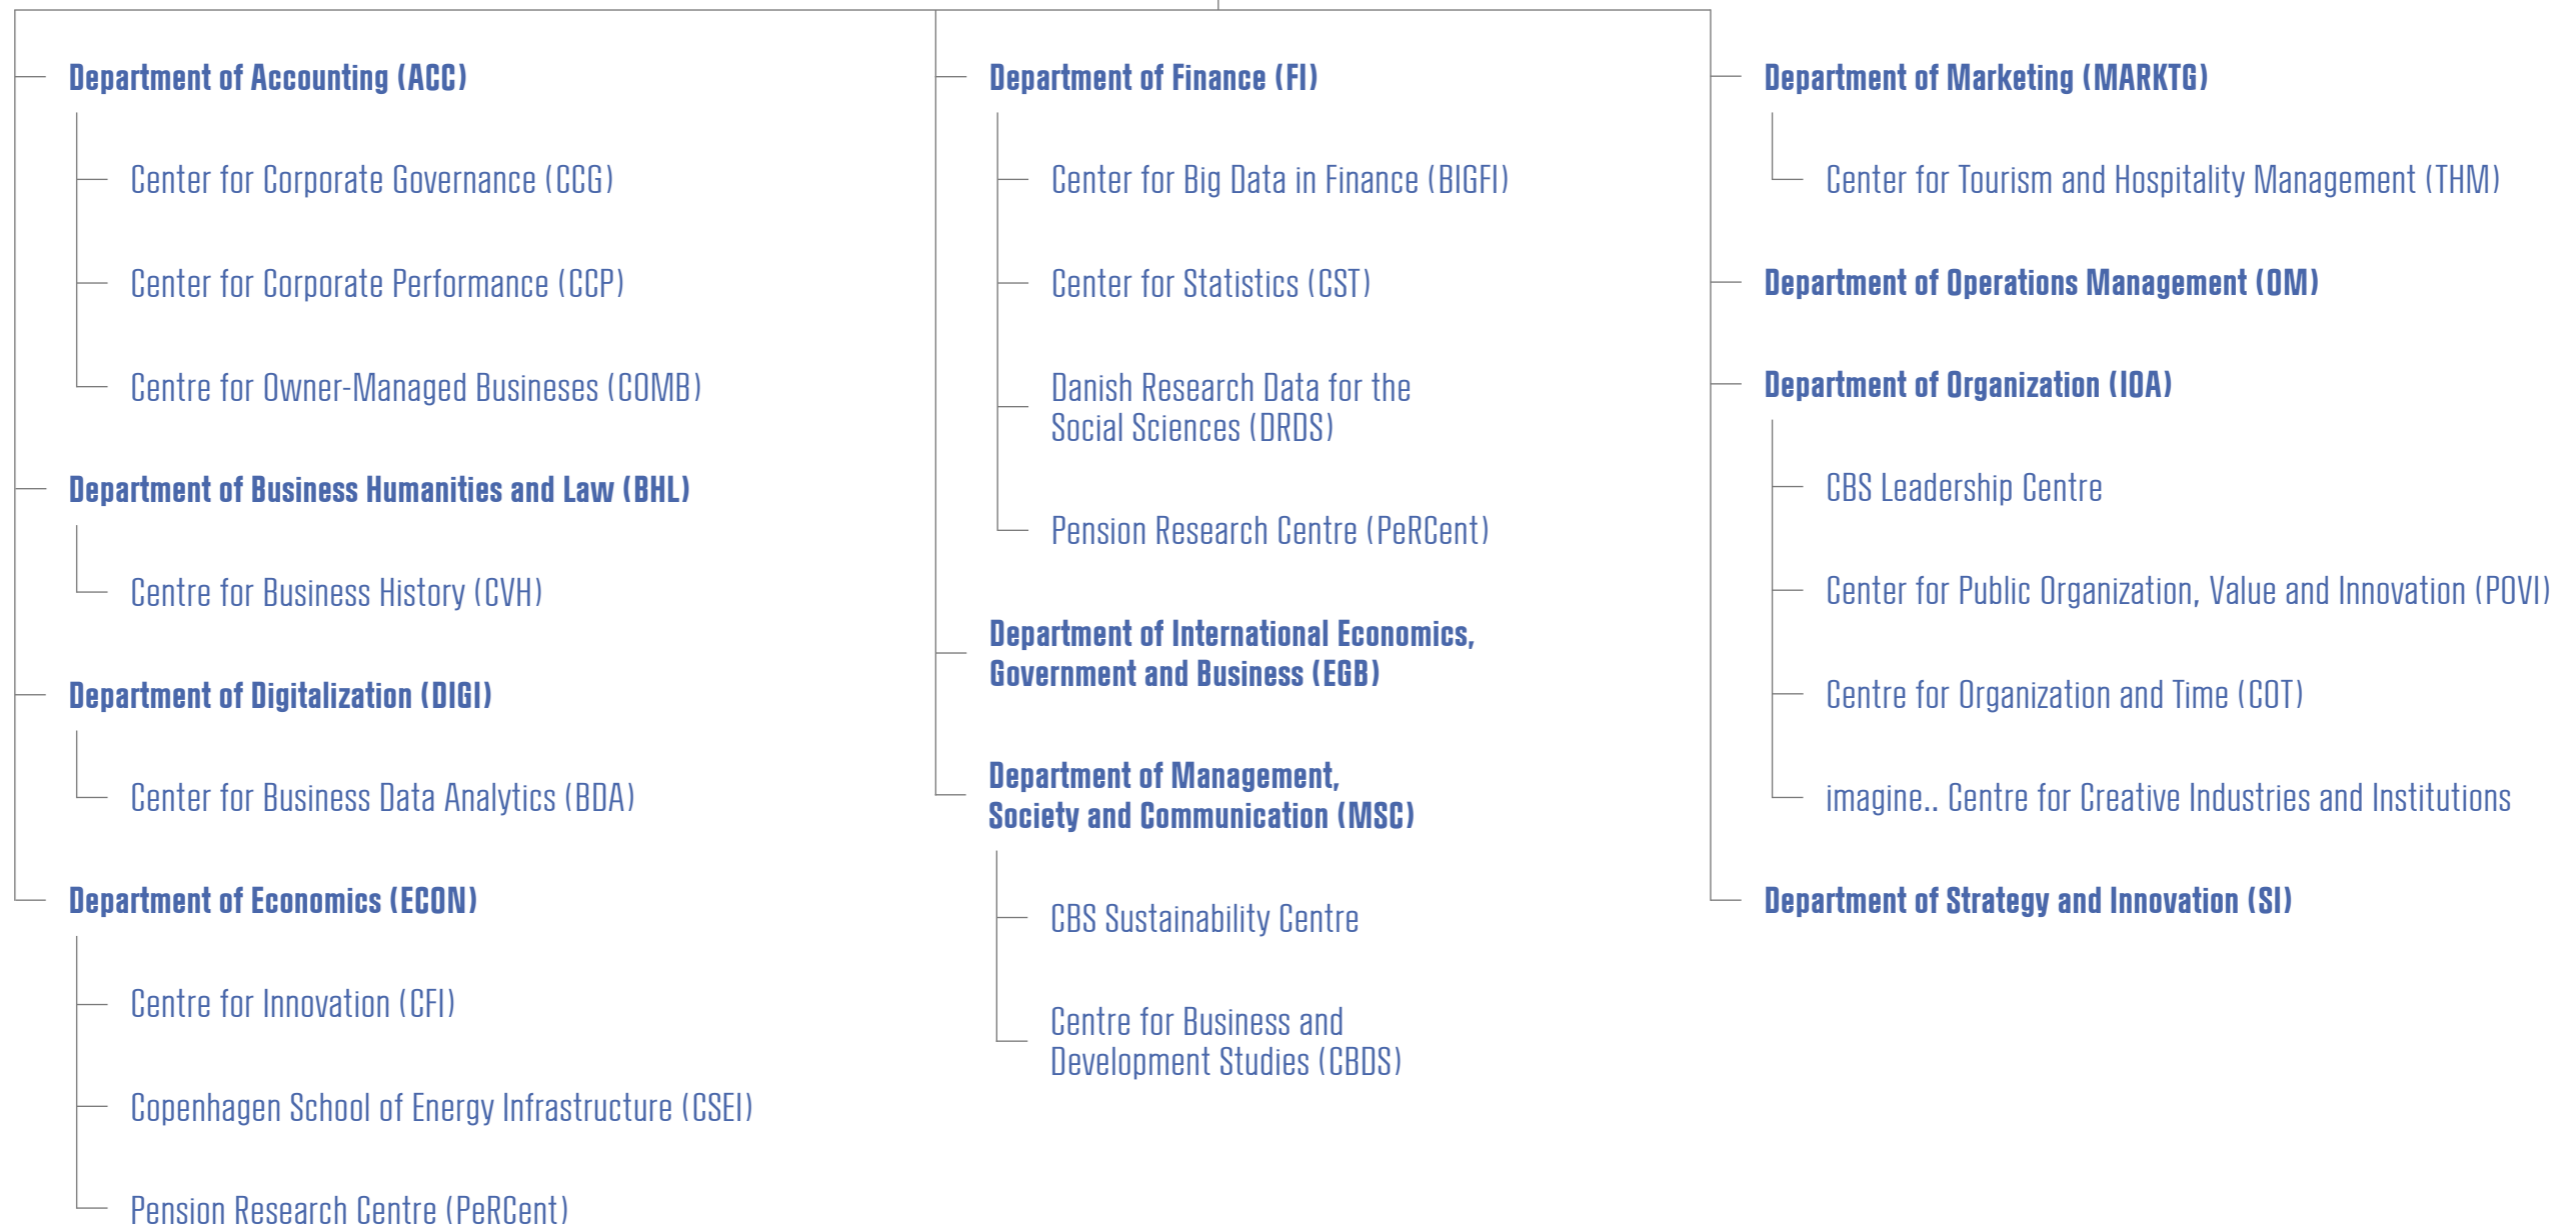 Department of Accounting (ACC)
Center for Corporate Governance (CCG)
Center for Corporate Performance (CCP)
Centre for Owner-Managed Busineses (COMB)
Department of Business Humanities and Law (BHL)
Centre for Business History (CVH)
Department of Digitalization (DIGI)
Center for Business Data Analytics (BDA)
Department of Economics (ECON)
Centre for Innovation (CFI)
Copenhagen School of Energy Infrastructure (CSEI)
Pension Research Centre (PeRCent)
Department of Finance (FI)
Center for Big Data in Finance (BIGFI)
Center for Statistics (CST)
Danish Research Data for the
Social Sciences (DRDS)
Pension Research Centre (PeRCent)
Department of International Economics,
Government and Business (EGB)
Department of Management,
Society and Communication (MSC)
CBS Sustainability Centre
Centre for Business and
Development Studies (CBDS)
Department of Marketing (MARKTG)
Center for Tourism and Hospitality Management (THM)
Department of Operations Management (OM)
Department of Organization (IOA)
CBS Leadership Centre
Center for Public Organization, Value and Innovation (POVI)
Centre for Organization and Time (COT)
imagine.. Centre for Creative Industries and Institutions
Department of Strategy and Innovation (SI)